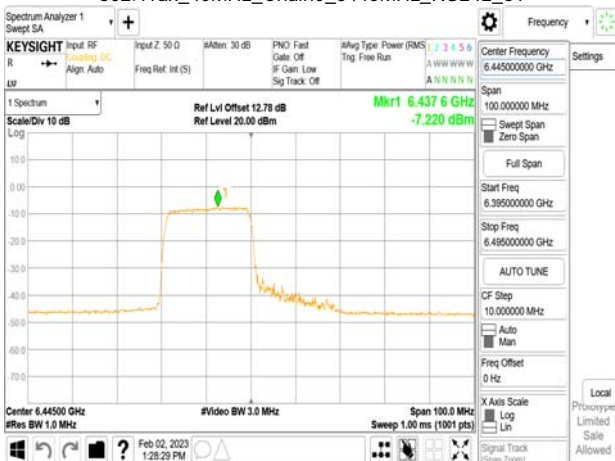 Spectrum Analyzer 1
Swept SA
+
Frequency
KEYSIGHT
Input: RF
Input Z: 50 Ω
#Atten: 30 dB
PNO: Fast
#Avg Type: Power (RMS
1 2 3 4 5 6
R
Coupling: DC
Gate: Off
Trig: Free Run
A WW WW W
Align: Auto
Freq Ref: Int (S)
IF Gain: Low
Sig Track: Off
A N N N N N
Center Frequency
6.445000000 GHz
Settings
1 Spectrum
Ref Lvl Offset 12.78 dB
Mkr1 6.437 6 GHz
Scale/Div 10 dB
Ref Level 20.00 dBm
-7.220 dBm
Span
100.000000 MHz
Swept Span
Zero Span
Full Span
Start Freq
6.395000000 GHz
Stop Freq
6.495000000 GHz
AUTO TUNE
CF Step
10.000000 MHz
Auto
Man
Freq Offset
0 Hz
X Axis Scale
Log
Lin
Signal Track
(Span Zoom)
Local
Prototype
Limited
Sale
Allowed
Log
10.0
0.00
-10.0
-20.0
-30.0
-40.0
-50.0
-60.0
-70.0
1
Center 6.44500 GHz
#Video BW 3.0 MHz
Span 100.0 MHz
#Res BW 1.0 MHz
Sweep 1.00 ms (1001 pts)
?
Feb 02, 2023
1:28:29 PM